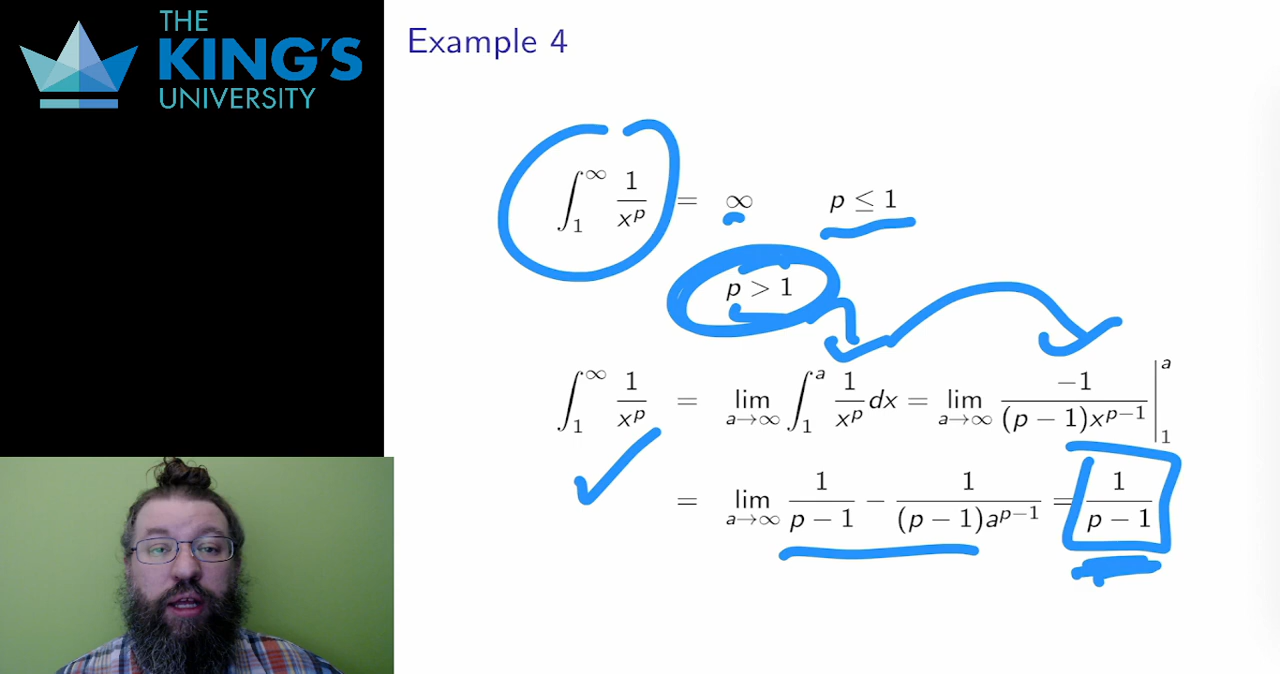 THE
KING'S
UNIVERSITY
Example 4
∫_1^∞ 1/x^p = ∞ p ≤ 1
p > 1
∫_1^∞ 1/x^p = lim_{a→∞} ∫_1^a 1/x^p dx = lim_{a→∞} −1/((p − 1)x^{p−1}) |_1^a
= lim_{a→∞} 1/(p − 1) − 1/((p − 1)a^{p−1}) = 1/(p − 1)